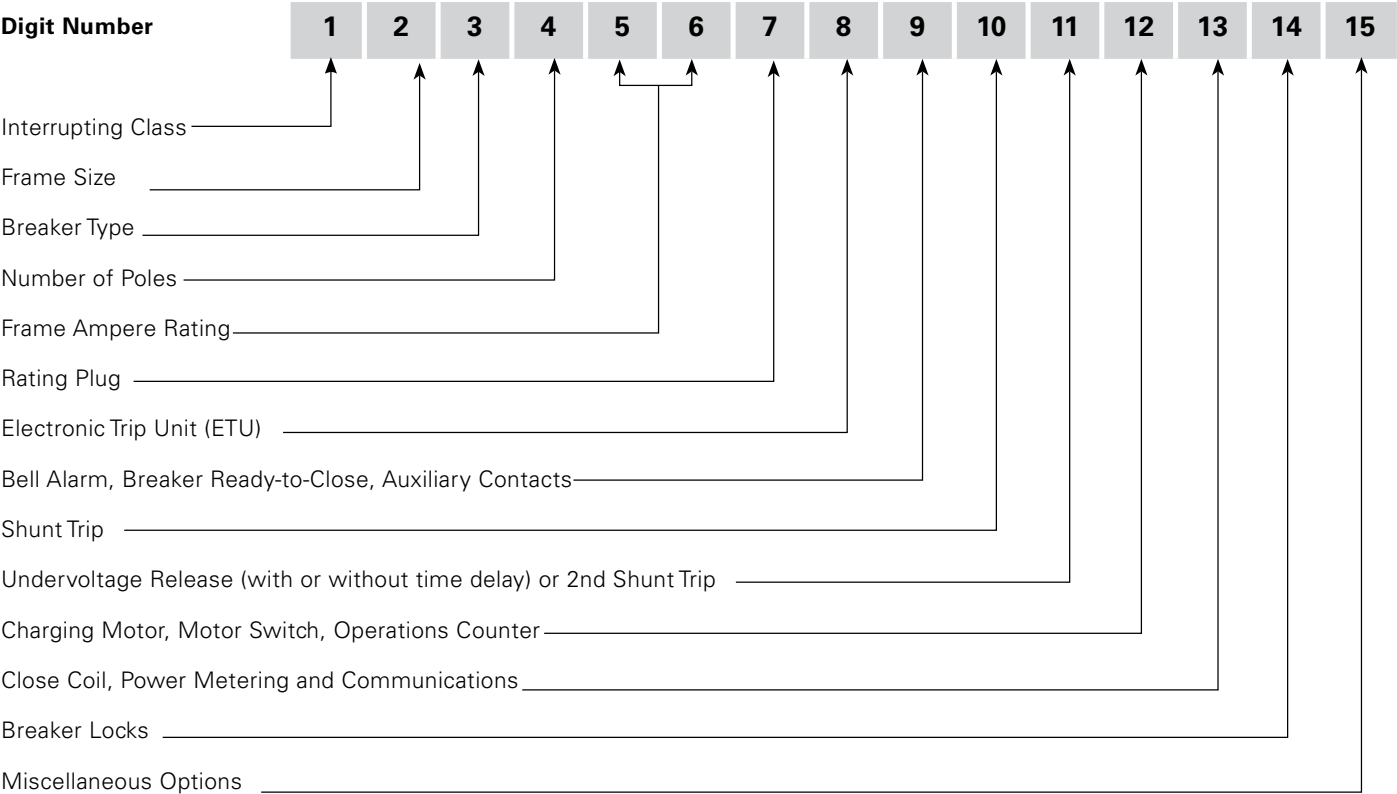 Digit Number 1 2 3 4 5 6 7 8 9 10 11 12 13 14 15
Interrupting Class
Frame Size
Breaker Type
Number of Poles
Frame Ampere Rating
Rating Plug
Electronic Trip Unit (ETU)
Bell Alarm, Breaker Ready-to-Close, Auxiliary Contacts
Shunt Trip
Undervoltage Release (with or without time delay) or 2nd Shunt Trip
Charging Motor, Motor Switch, Operations Counter
Close Coil, Power Metering and Communications
Breaker Locks
Miscellaneous Options